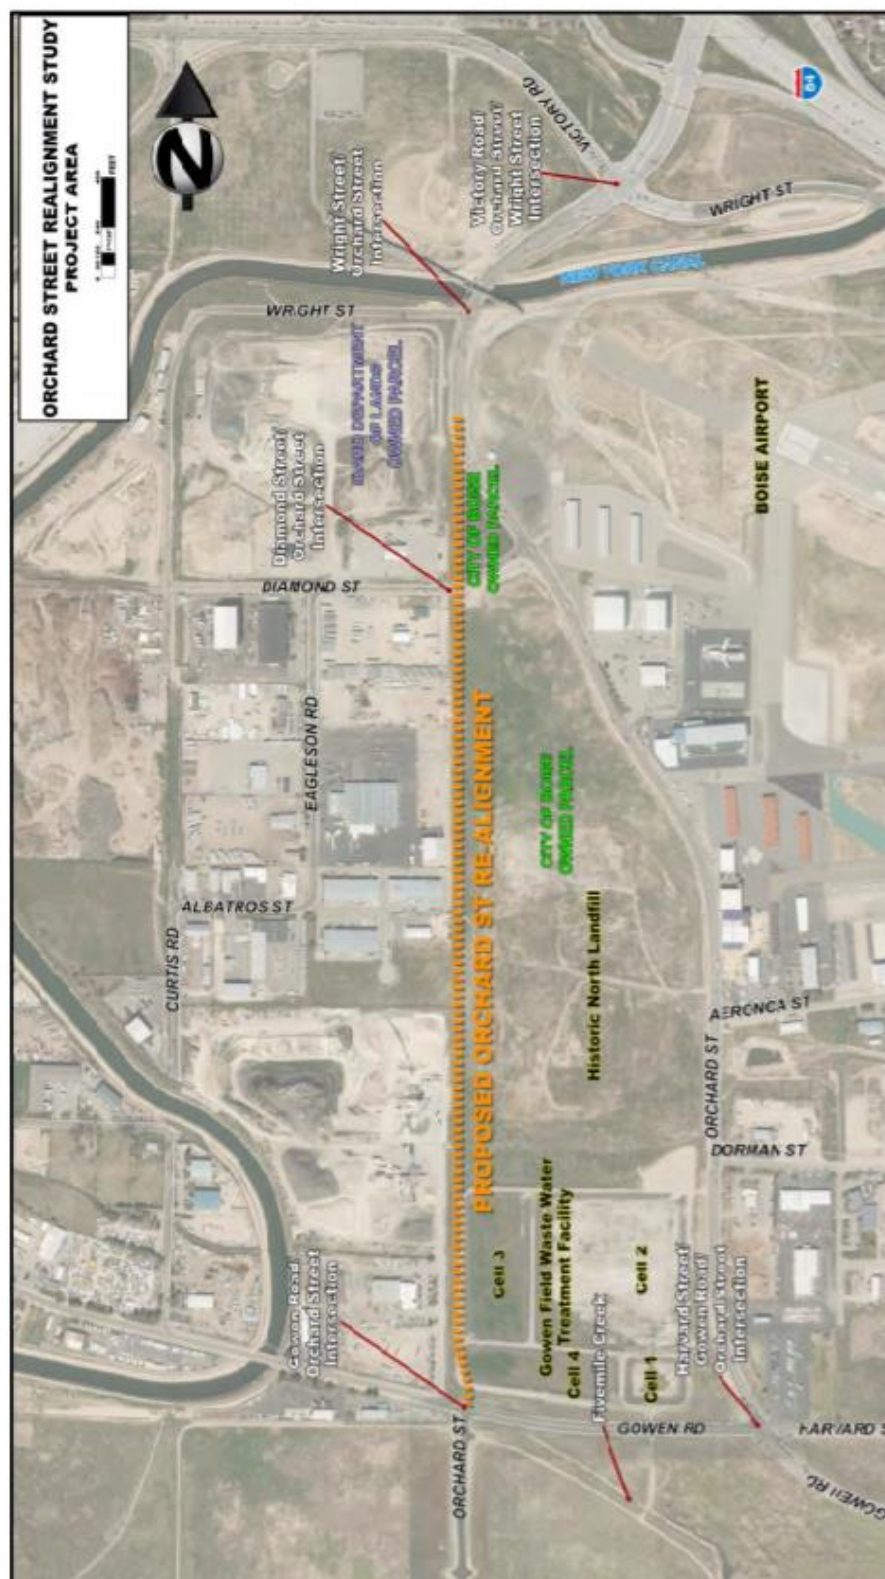 ORCHARD STREET REALIGNMENT STUDY
PROJECT AREA
FEET
N
84
VICTORY RD
Victory Road/
Orchard Street/
Wright Street
Intersection
WRIGHT ST
NEW YORK CANAL
Wright Street/
Orchard Street
Intersection
WRIGHT ST
IDAHO DEPARTMENT
OF LANDS
OWNED PARCEL
Diamond Street/
Orchard Street
Intersection
CITY OF BOISE
OWNED PARCEL
BOISE AIRPORT
DIAMOND ST
EAGLESON RD
PROPOSED ORCHARD ST RE-ALIGNMENT
CITY OF BOISE
OWNED PARCEL
ALBATROS ST
CURTIS RD
Historic North Landfill
AERONCA ST
ORCHARD ST
DORMAN ST
Gowen Road/
Orchard Street
Intersection
Cell 3
Gowen Field Waste Water
Treatment Facility
Cell 2
Cell 4
Cell 1
Fivemile Creek
Harvard Street/
Gowen Road/
Orchard Street
Intersection
ORCHARD ST
GOWEN RD
HARVARD S
GOWEN RD